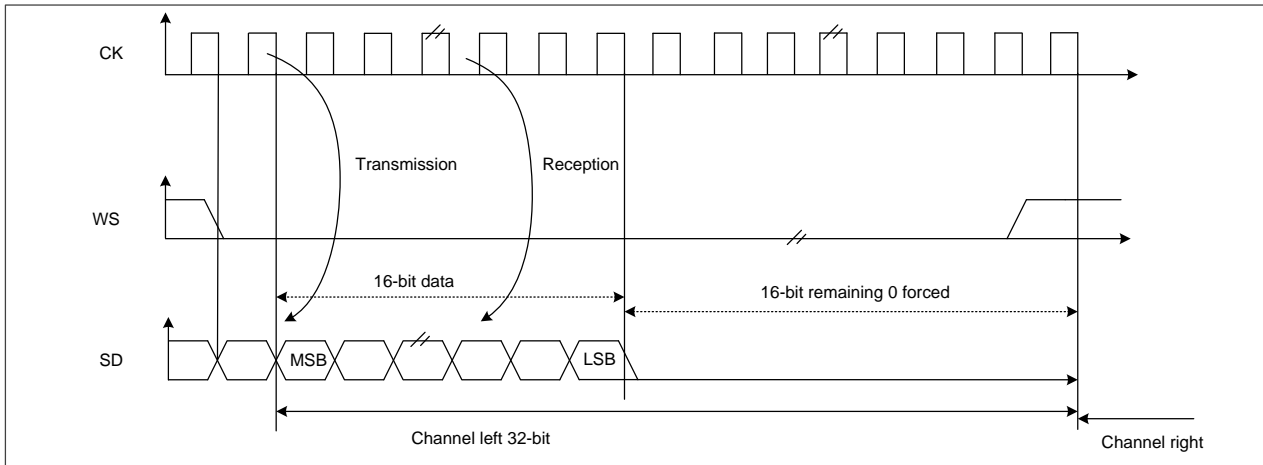 CK
Transmission
Reception
WS
16-bit data
16-bit remaining 0 forced
SD
MSB
LSB
Channel left 32-bit
Channel right